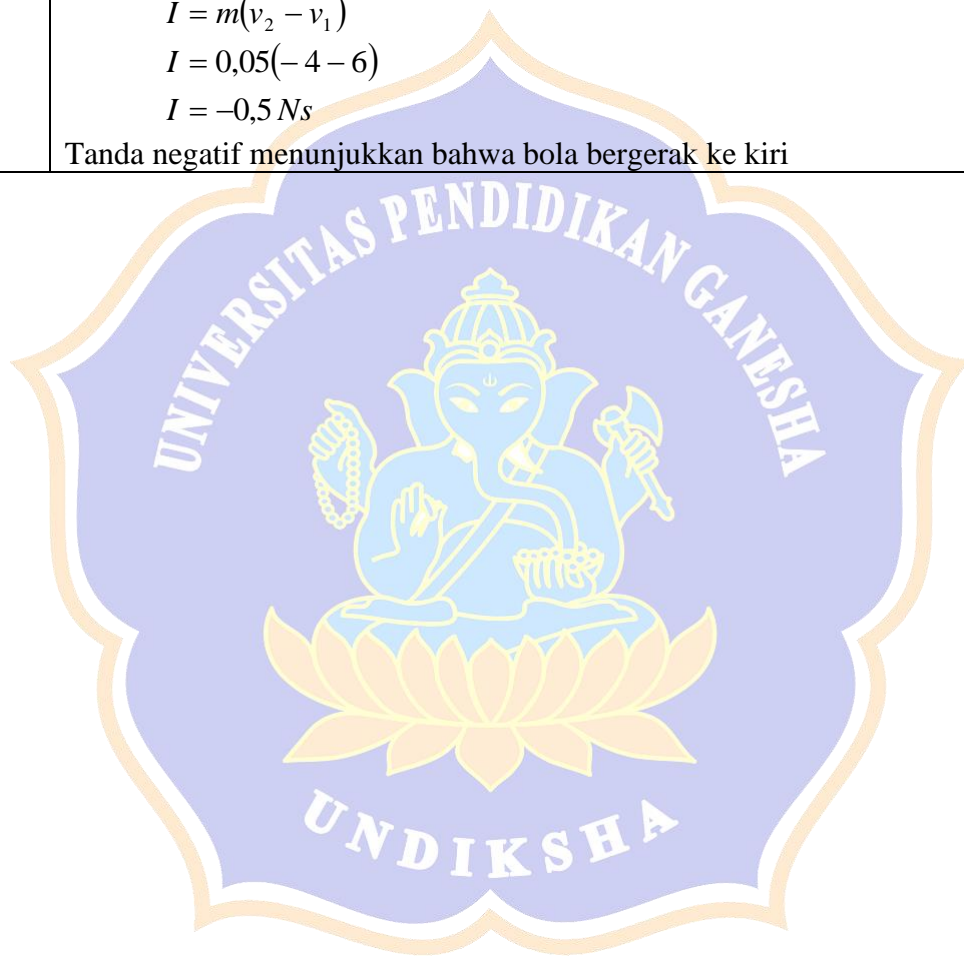 I = m(v₂ − v₁)
I = 0,05(− 4 − 6)
I = −0,5 Ns
Tanda negatif menunjukkan bahwa bola bergerak ke kiri
UNIVERSITAS PENDIDIKAN GANESHA
UNDIKSHA